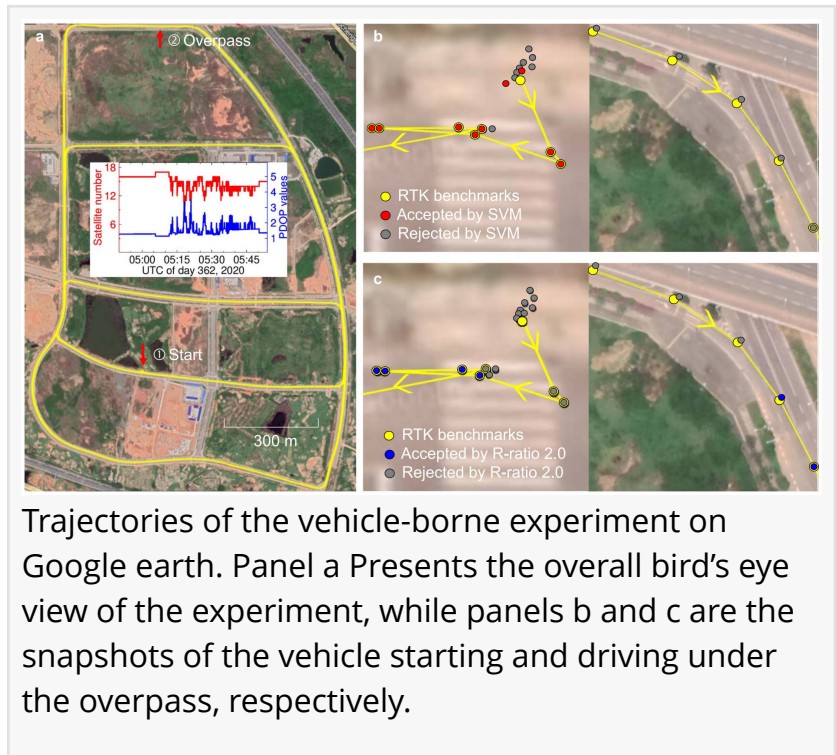 a
② Overpass
18
12
6
Satellite number
5
4
3
2
1
PDOP values
05:00 05:15 05:30 05:45
UTC of day 362, 2020
① Start
300 m
b
RTK benchmarks
Accepted by SVM
Rejected by SVM
c
RTK benchmarks
Accepted by R-ratio 2.0
Rejected by R-ratio 2.0
Trajectories of the vehicle-borne experiment on
Google earth. Panel a Presents the overall bird’s eye
view of the experiment, while panels b and c are the
snapshots of the vehicle starting and driving under
the overpass, respectively.